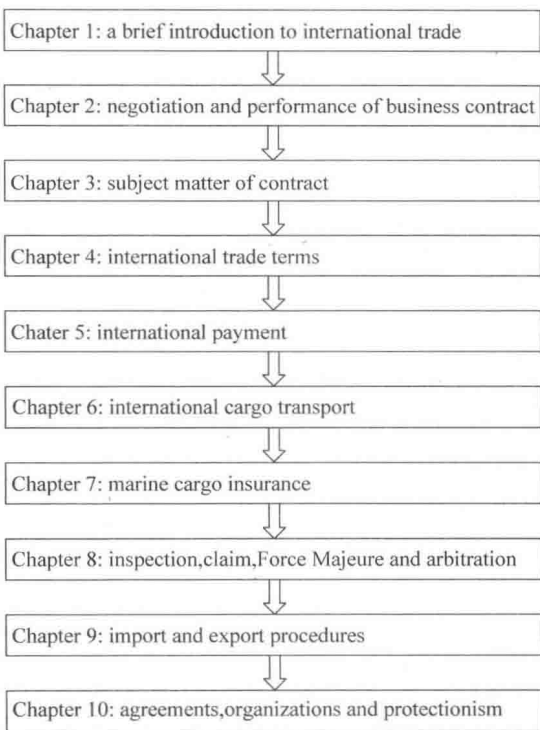 Chapter 1: a brief introduction to international trade
Chapter 2: negotiation and performance of business contract
Chapter 3: subject matter of contract
Chapter 4: international trade terms
Chater 5: international payment
Chapter 6: international cargo transport
Chapter 7: marine cargo insurance
Chapter 8: inspection,claim,Force Majeure and arbitration
Chapter 9: import and export procedures
Chapter 10: agreements,organizations and protectionism